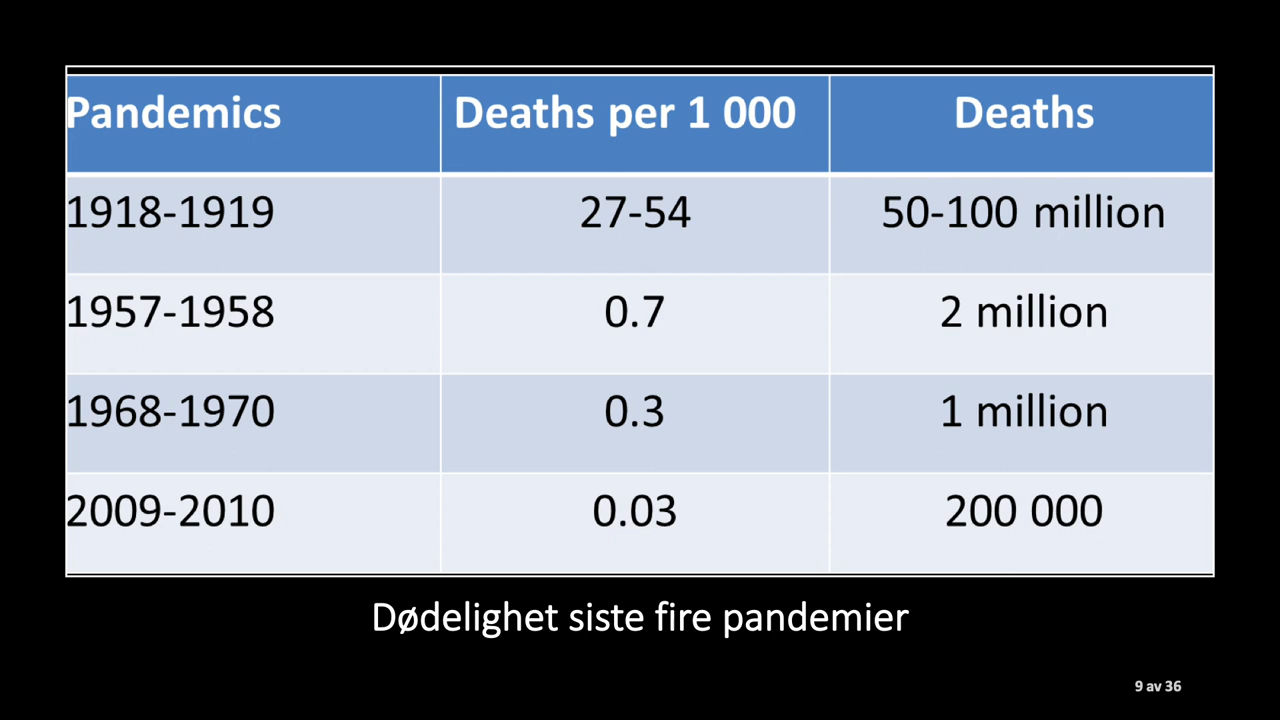 Pandemics Deaths per 1 000 Deaths
1918-1919 27-54 50-100 million
1957-1958 0.7 2 million
1968-1970 0.3 1 million
2009-2010 0.03 200 000
Dødelighet siste fire pandemier
9 av 36